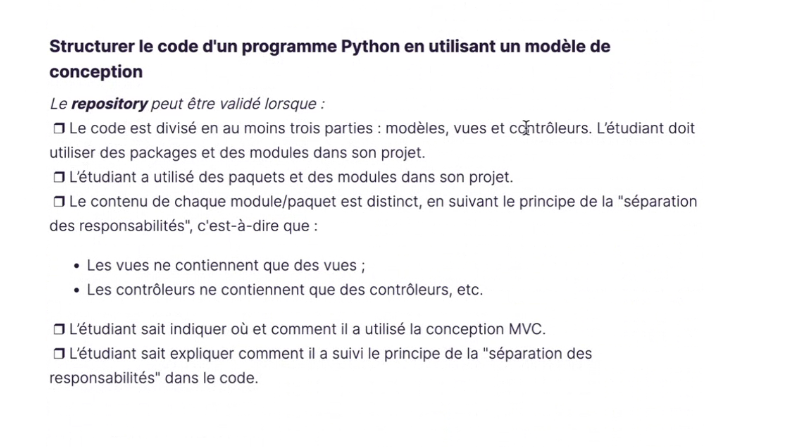 Structurer le code d'un programme Python en utilisant un modèle de
conception
Le repository peut être validé lorsque :
❒ Le code est divisé en au moins trois parties : modèles, vues et contrôleurs. L’étudiant doit
utiliser des packages et des modules dans son projet.
❒ L’étudiant a utilisé des paquets et des modules dans son projet.
❒ Le contenu de chaque module/paquet est distinct, en suivant le principe de la "séparation
des responsabilités", c'est-à-dire que :
• Les vues ne contiennent que des vues ;
• Les contrôleurs ne contiennent que des contrôleurs, etc.
❒ L’étudiant sait indiquer où et comment il a utilisé la conception MVC.
❒ L’étudiant sait expliquer comment il a suivi le principe de la "séparation des
responsabilités" dans le code.